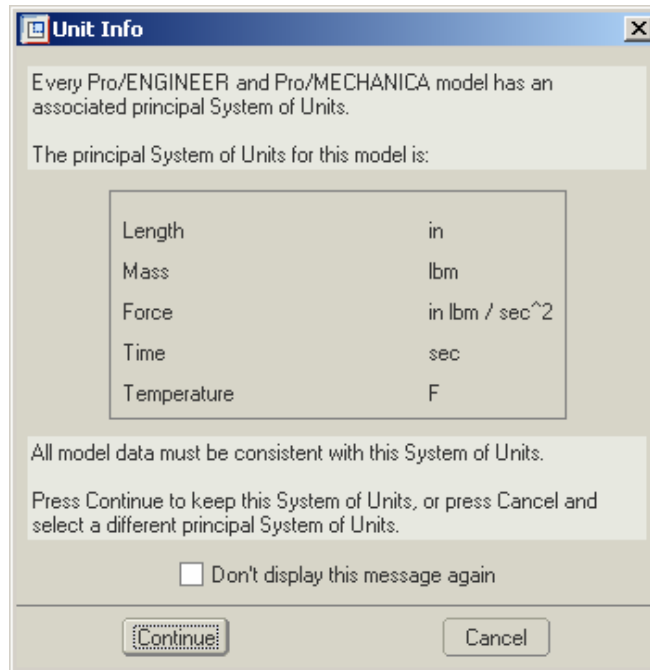 Unit Info
Every Pro/ENGINEER and Pro/MECHANICA model has an
associated principal System of Units.
The principal System of Units for this model is:
Length in
Mass lbm
Force in lbm / sec^2
Time sec
Temperature F
All model data must be consistent with this System of Units.
Press Continue to keep this System of Units, or press Cancel and
select a different principal System of Units.
Don't display this message again
Continue Cancel